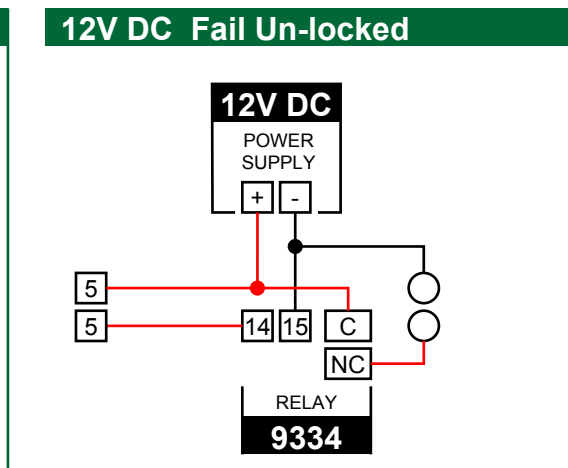 12V DC Fail Un-locked
12V DC
POWER
SUPPLY
+ -
5
5 14 15 C
NC
RELAY
9334